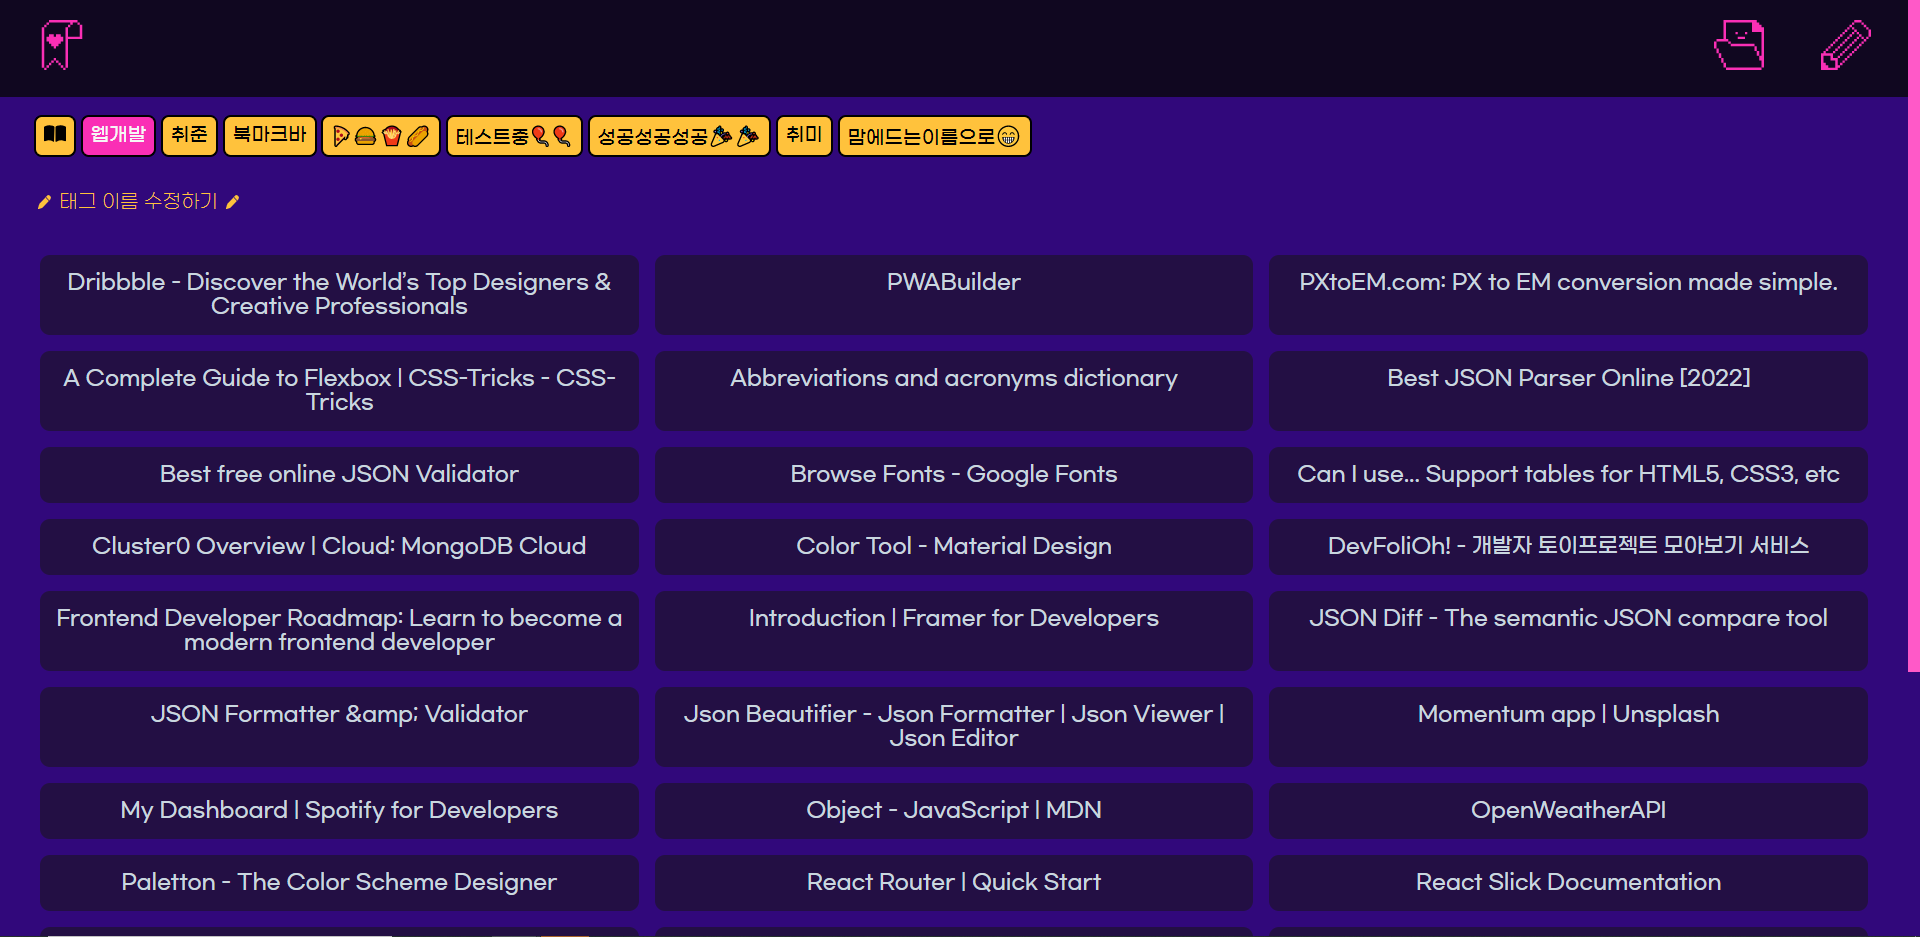 웹개발 취준 북마크바 🍕🍔🍟🌭 테스트중🎈🎈 성공성공성공🎉🎉 취미 맘에드는이름으로😁
태그 이름 수정하기
Dribbble - Discover the World’s Top Designers &
Creative Professionals
PWABuilder
PXtoEM.com: PX to EM conversion made simple.
A Complete Guide to Flexbox | CSS-Tricks - CSS-
Tricks
Abbreviations and acronyms dictionary
Best JSON Parser Online [2022]
Best free online JSON Validator
Browse Fonts - Google Fonts
Can I use... Support tables for HTML5, CSS3, etc
Cluster0 Overview | Cloud: MongoDB Cloud
Color Tool - Material Design
DevFoliOh! - 개발자 토이프로젝트 모아보기 서비스
Frontend Developer Roadmap: Learn to become a
modern frontend developer
Introduction | Framer for Developers
JSON Diff - The semantic JSON compare tool
JSON Formatter &amp; Validator
Json Beautifier - Json Formatter | Json Viewer |
Json Editor
Momentum app | Unsplash
My Dashboard | Spotify for Developers
Object - JavaScript | MDN
OpenWeatherAPI
Paletton - The Color Scheme Designer
React Router | Quick Start
React Slick Documentation